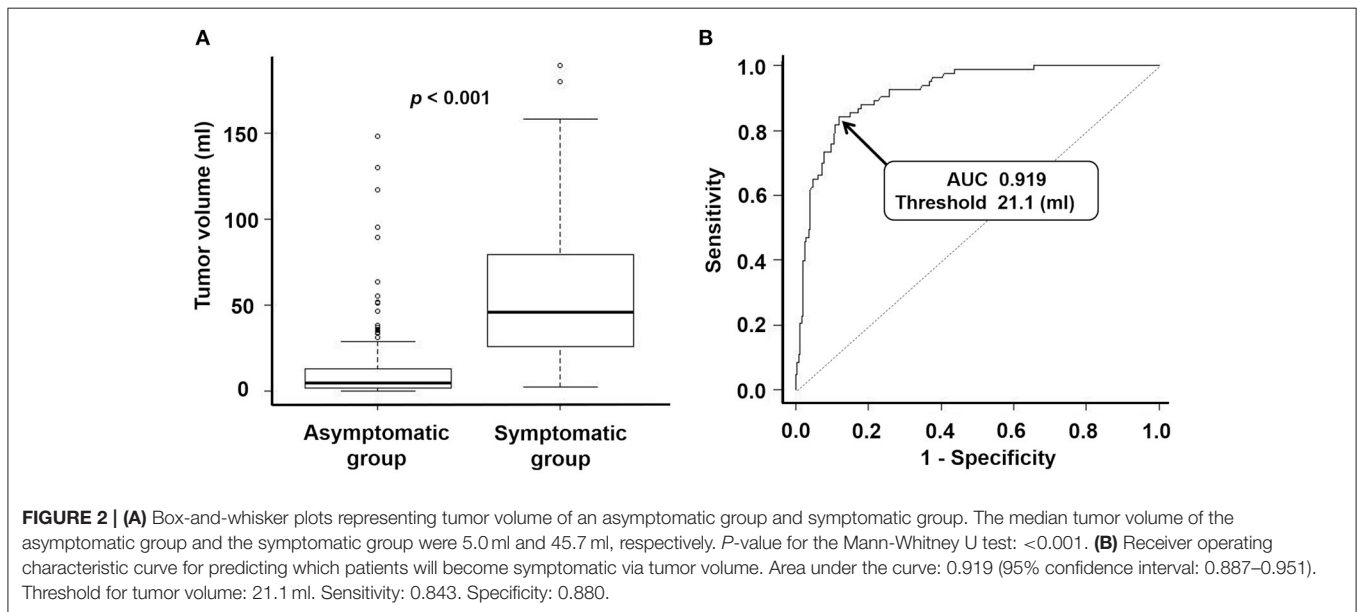 A
p < 0.001
Tumor volume (ml)
150
100
50
0
Asymptomatic
group
Symptomatic
group
B
Sensitivity
1.0
0.8
0.6
0.4
0.2
0.0
AUC 0.919
Threshold 21.1 (ml)
0.0 0.2 0.4 0.6 0.8 1.0
1 - Specificity
FIGURE 2 | (A) Box-and-whisker plots representing tumor volume of an asymptomatic group and symptomatic group. The median tumor volume of the
asymptomatic group and the symptomatic group were 5.0 ml and 45.7 ml, respectively. P-value for the Mann-Whitney U test: <0.001. (B) Receiver operating
characteristic curve for predicting which patients will become symptomatic via tumor volume. Area under the curve: 0.919 (95% confidence interval: 0.887–0.951).
Threshold for tumor volume: 21.1 ml. Sensitivity: 0.843. Specificity: 0.880.